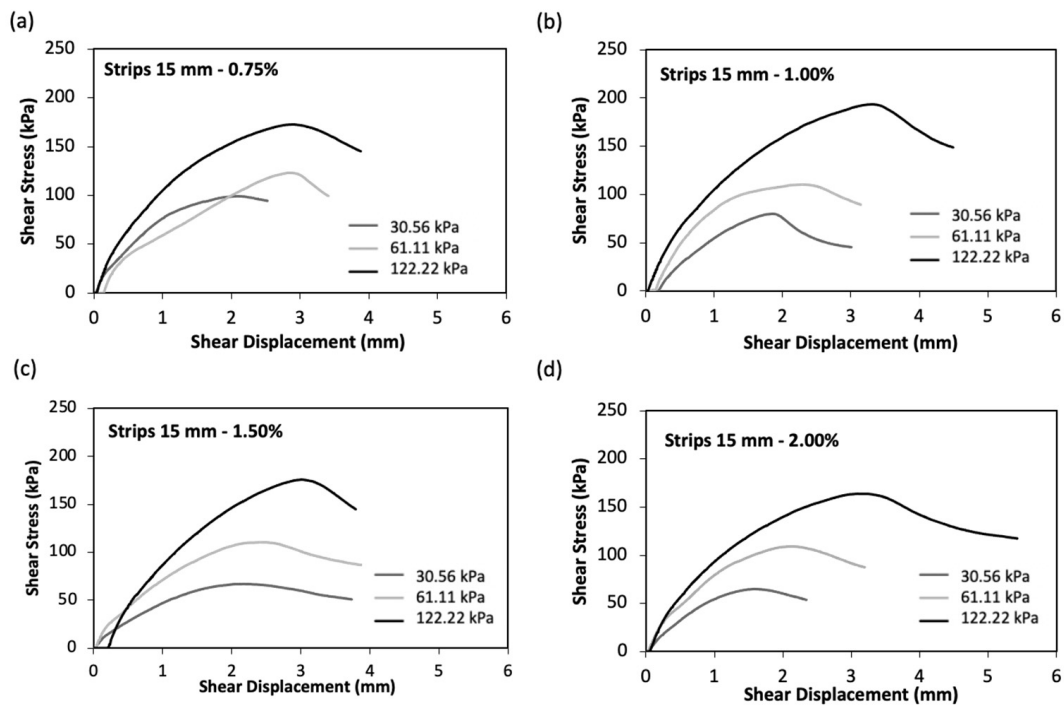 (a)
250
200
150
100
50
0
Shear Stress (kPa)
Strips 15 mm - 0.75%
30.56 kPa
61.11 kPa
122.22 kPa
0 1 2 3 4 5 6
Shear Displacement (mm)
(b)
250
200
150
100
50
0
Shear Stress (kPa)
Strips 15 mm - 1.00%
30.56 kPa
61.11 kPa
122.22 kPa
0 1 2 3 4 5 6
Shear Displacement (mm)
(c)
250
200
150
100
50
0
Shear Stress (kPa)
Strips 15 mm - 1.50%
30.56 kPa
61.11 kPa
122.22 kPa
0 1 2 3 4 5 6
Shear Displacement (mm)
(d)
250
200
150
100
50
0
Shear Stress (kPa)
Strips 15 mm - 2.00%
30.56 kPa
61.11 kPa
122.22 kPa
0 1 2 3 4 5 6
Shear Displacement (mm)